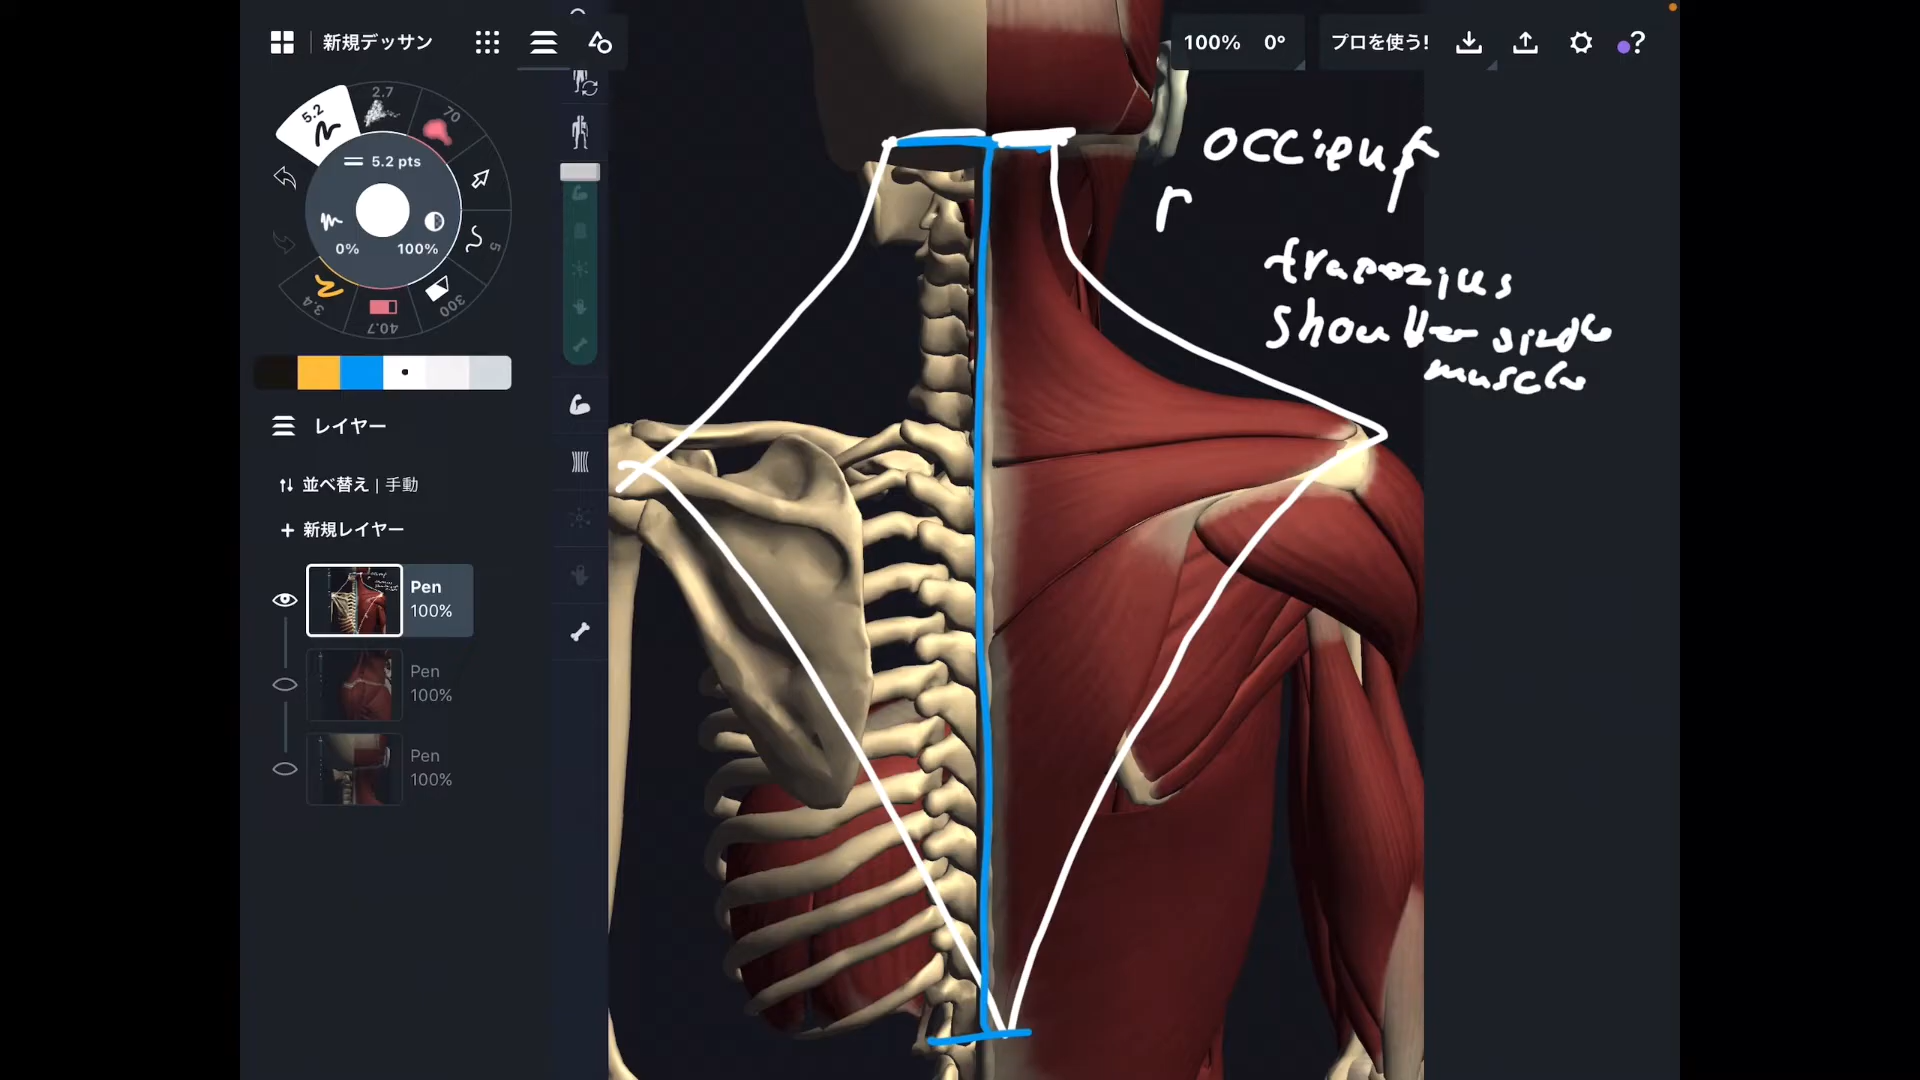 新規デッサン
100% 0° プロを使う! ?
5.2
2.7
70
5.2 pts
0% 100%
5
300
40.7
3.4
レイヤー
並べ替え | 手動
+ 新規レイヤー
Pen
100%
Pen
100%
Pen
100%
r
trapozius
shoulder
muscle